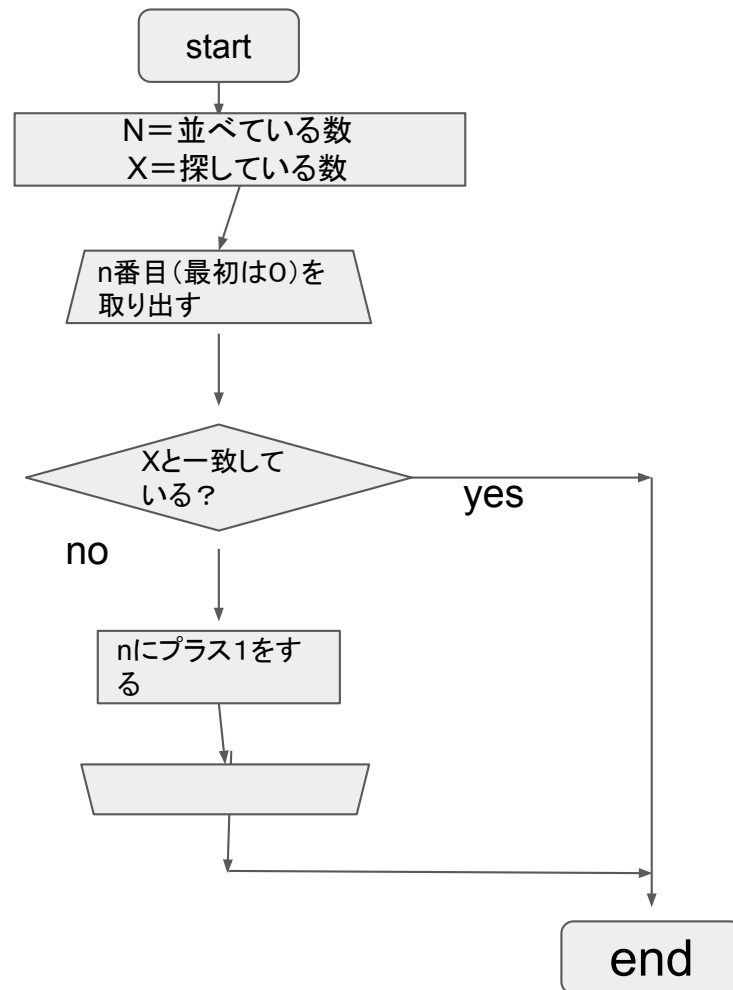 start
N＝並べている数
X＝探している数
n番目（最初は0）を
取り出す
Xと一致して
いる？
yes
no
nにプラス１をす
る
end